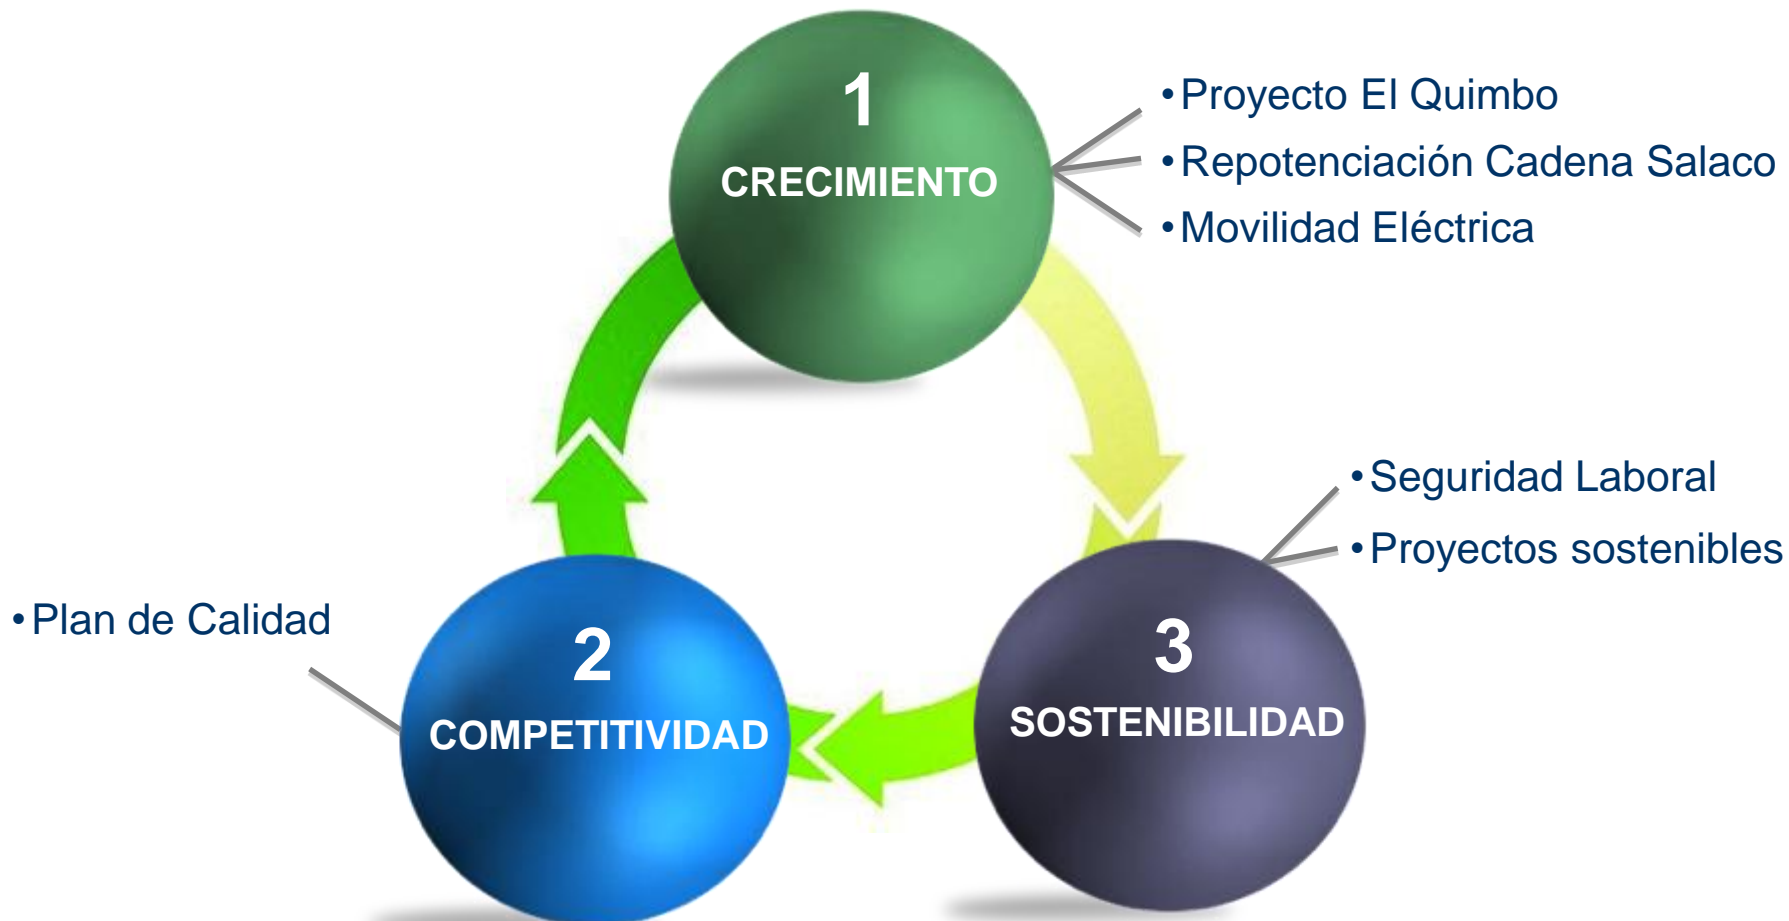 1
CRECIMIENTO
•Proyecto El Quimbo
•Repotenciación Cadena Salaco
•Movilidad Eléctrica
•Seguridad Laboral
•Proyectos sostenibles
•Plan de Calidad
2
COMPETITIVIDAD
3
SOSTENIBILIDAD